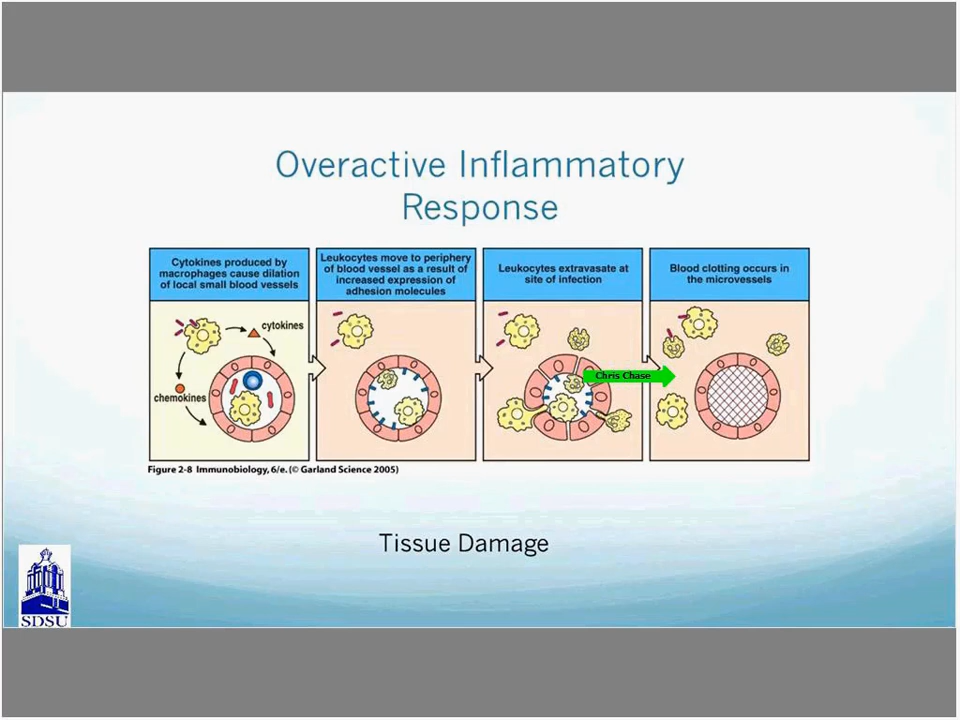 Overactive Inflammatory
Response
Cytokines produced by
macrophages cause dilation
of local small blood vessels
Leukocytes move to periphery
of blood vessel as a result of
increased expression of
adhesion molecules
Leukocytes extravasate at
site of infection
Blood clotting occurs in
the microvessels
cytokines
chemokines
Chris Chase
Figure 2-8 Immunobiology, 6/e. (© Garland Science 2005)
Tissue Damage
SDSU